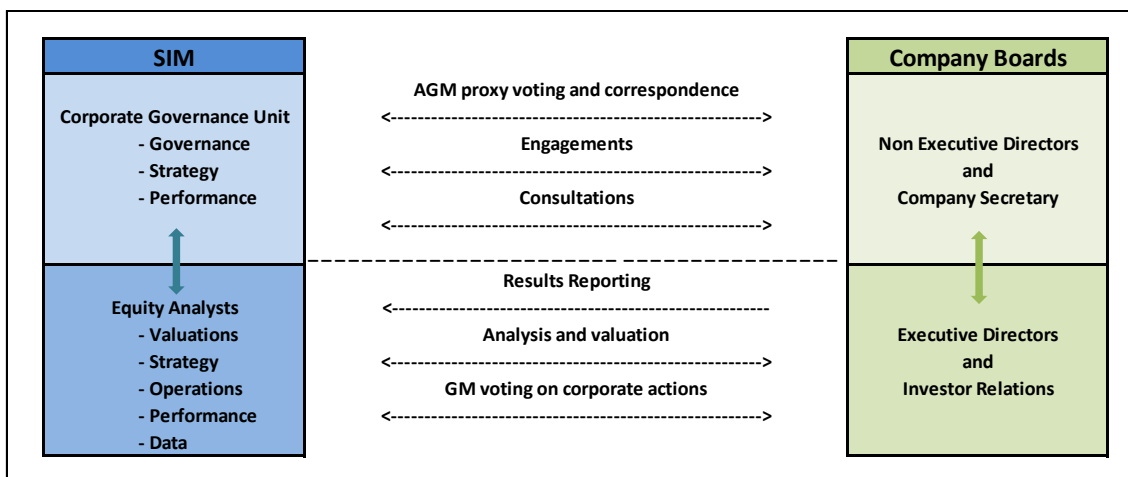 SIM
Corporate Governance Unit
- Governance
- Strategy
- Performance
Equity Analysts
- Valuations
- Strategy
- Operations
- Performance
- Data
AGM proxy voting and correspondence
<-------------------------------------------------------------->
Engagements
<-------------------------------------------------------------->
Consultations
<-------------------------------------------------------------->
Results Reporting
<--------------------------------------------------------------
Analysis and valuation
<-------------------------------------------------------------->
GM voting on corporate actions
<-------------------------------------------------------------->
Company Boards
Non Executive Directors
and
Company Secretary
Executive Directors
and
Investor Relations